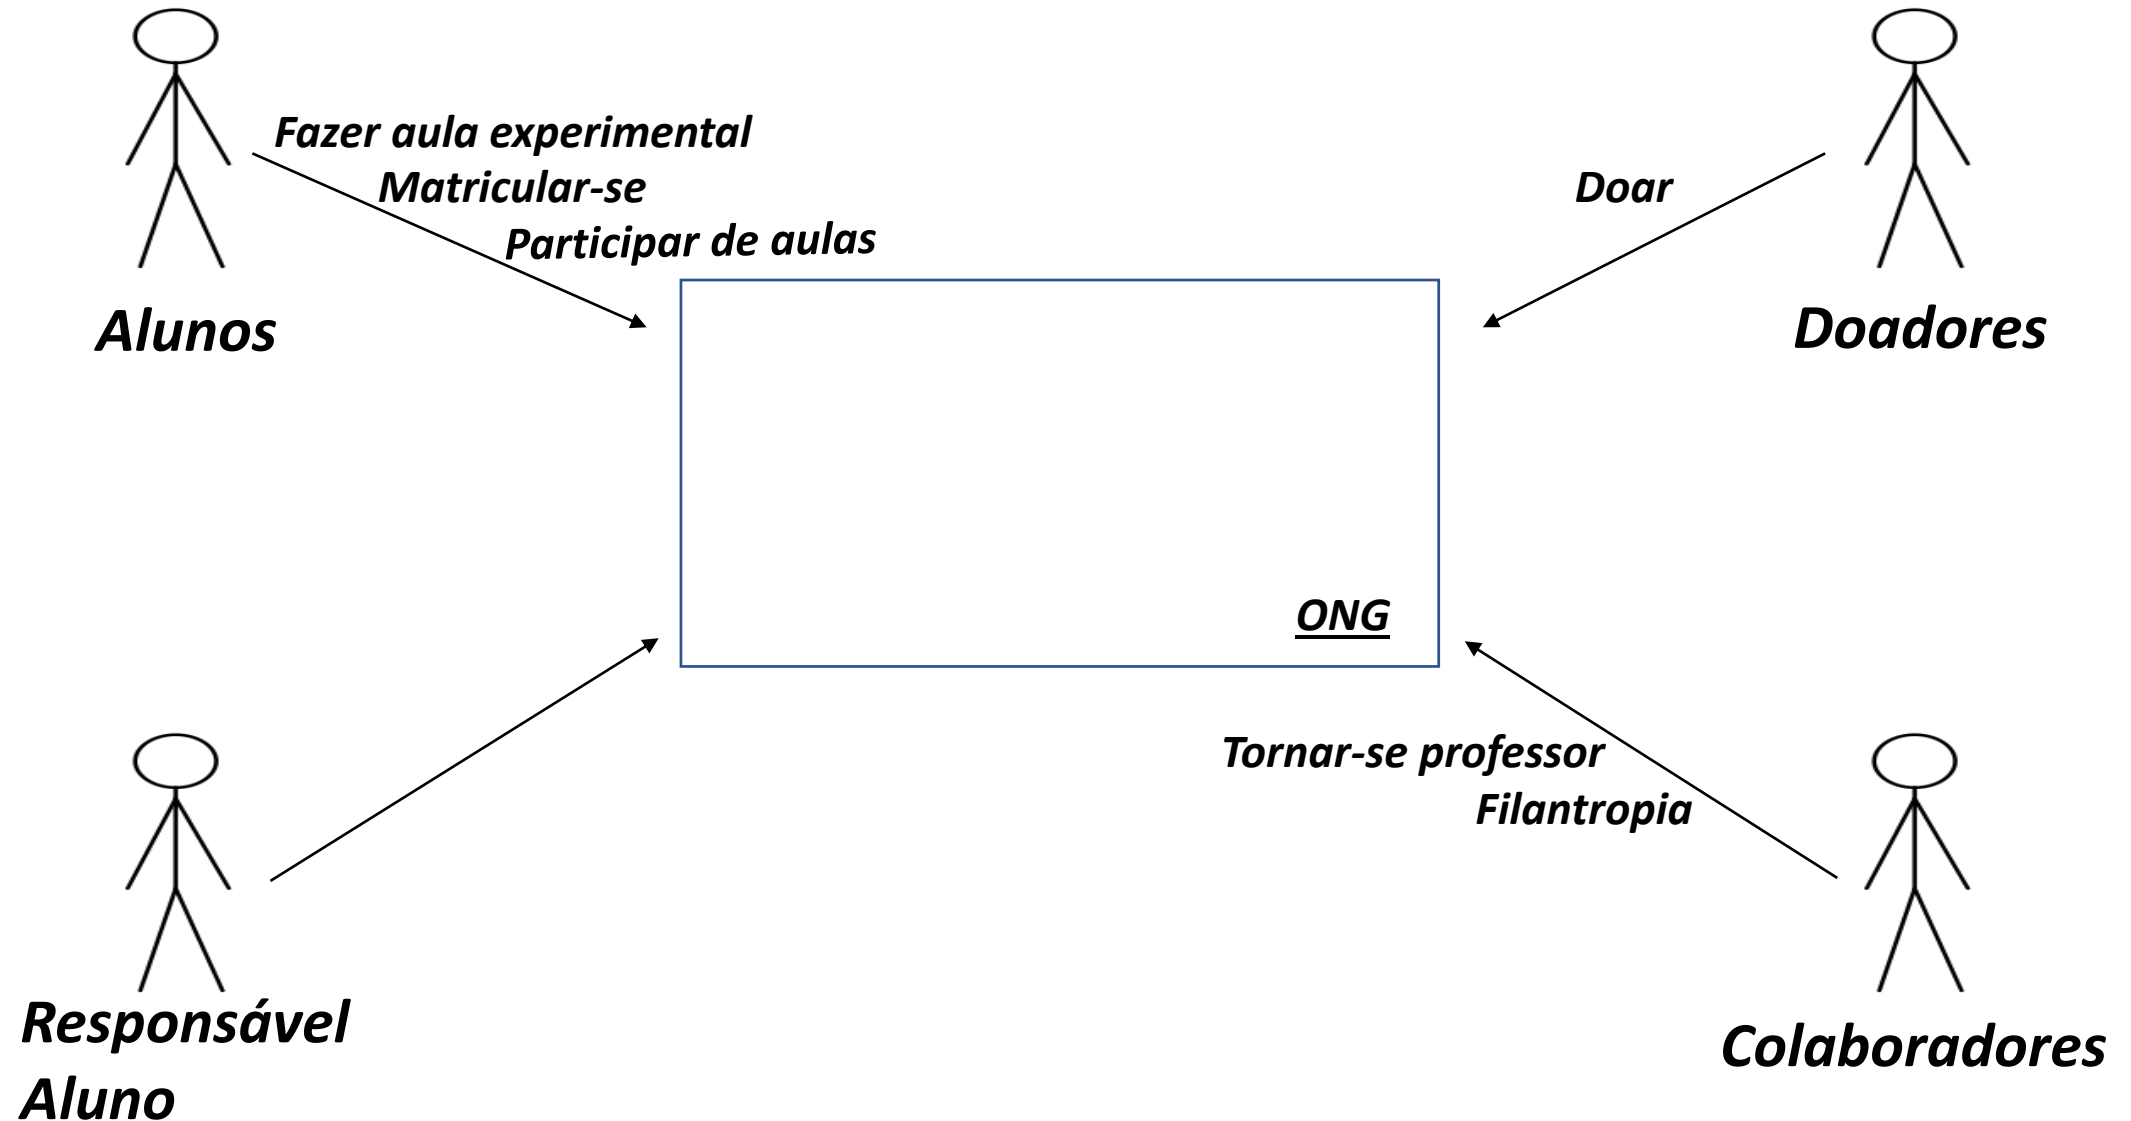 Fazer aula experimental
Matricular-se
Participar de aulas
Doar
Alunos
Doadores
ONG
Tornar-se professor
Filantropia
Responsável
Aluno
Colaboradores